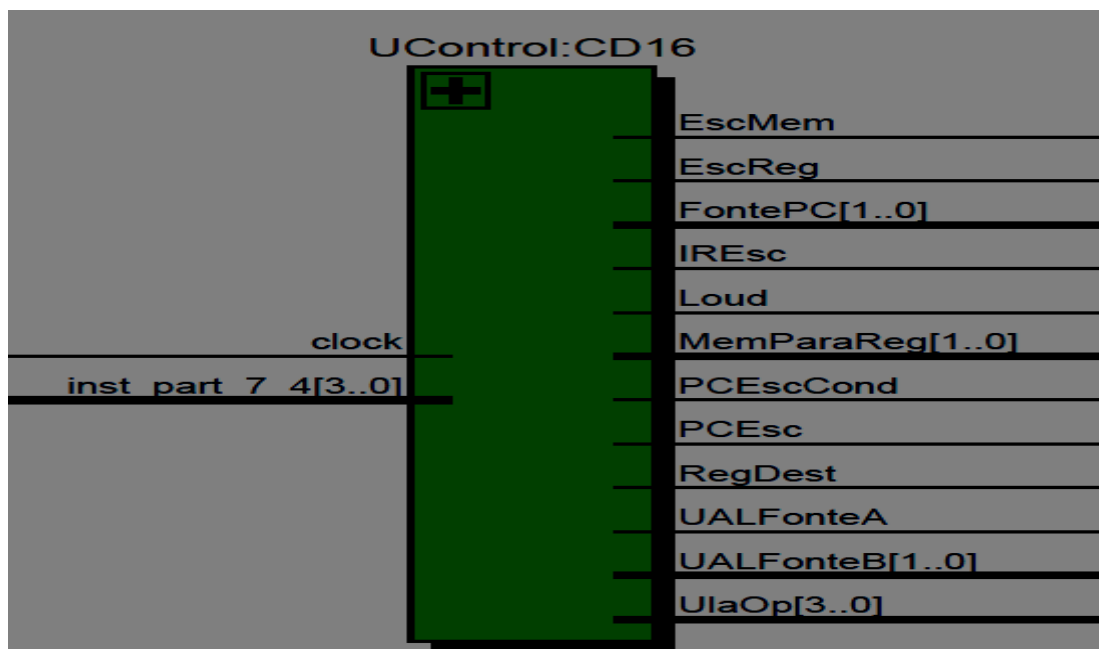 UControl:CD16
EscMem
EscReg
FontePC[1..0]
IREsc
Loud
clock
MemParaReg[1..0]
inst_part_7_4[3..0]
PCEscCond
PCEsc
RegDest
UALFonteA
UALFonteB[1..0]
UlaOp[3..0]